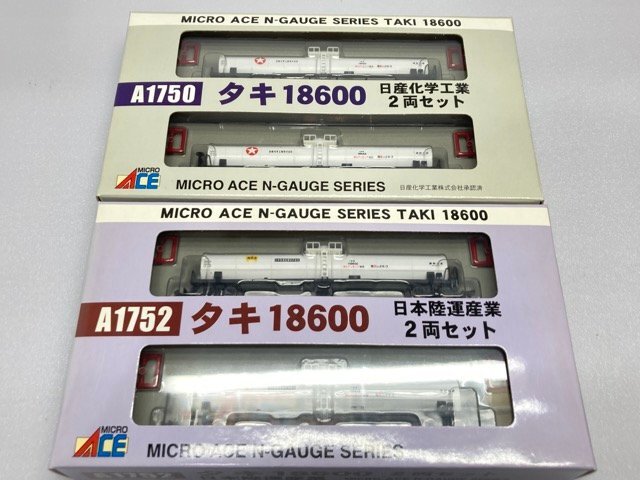 MICRO ACE N-GAUGE SERIES TAKI 18600
A1750 タキ18600 日産化学工業
2両セット
MICRO
ACE
MICRO ACE N-GAUGE SERIES
日産化学工業株式会社承認済
MICRO ACE N-GAUGE SERIES TAKI 18600
A1752 タキ18600 日本陸運産業
2両セット
MICRO
ACE
MICRO ACE N-GAUGE SERIES
A1752